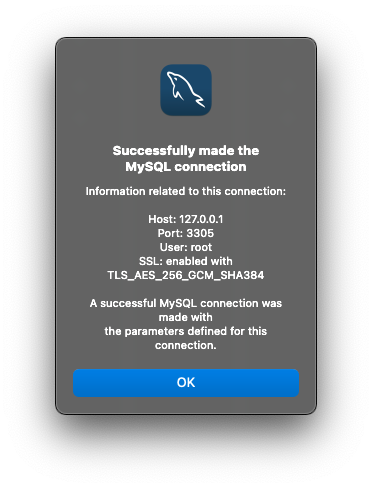 Successfully made the
MySQL connection
Information related to this connection:
Host: 127.0.0.1
Port: 3305
User: root
SSL: enabled with
TLS_AES_256_GCM_SHA384
A successful MySQL connection was
made with
the parameters defined for this
connection.
OK